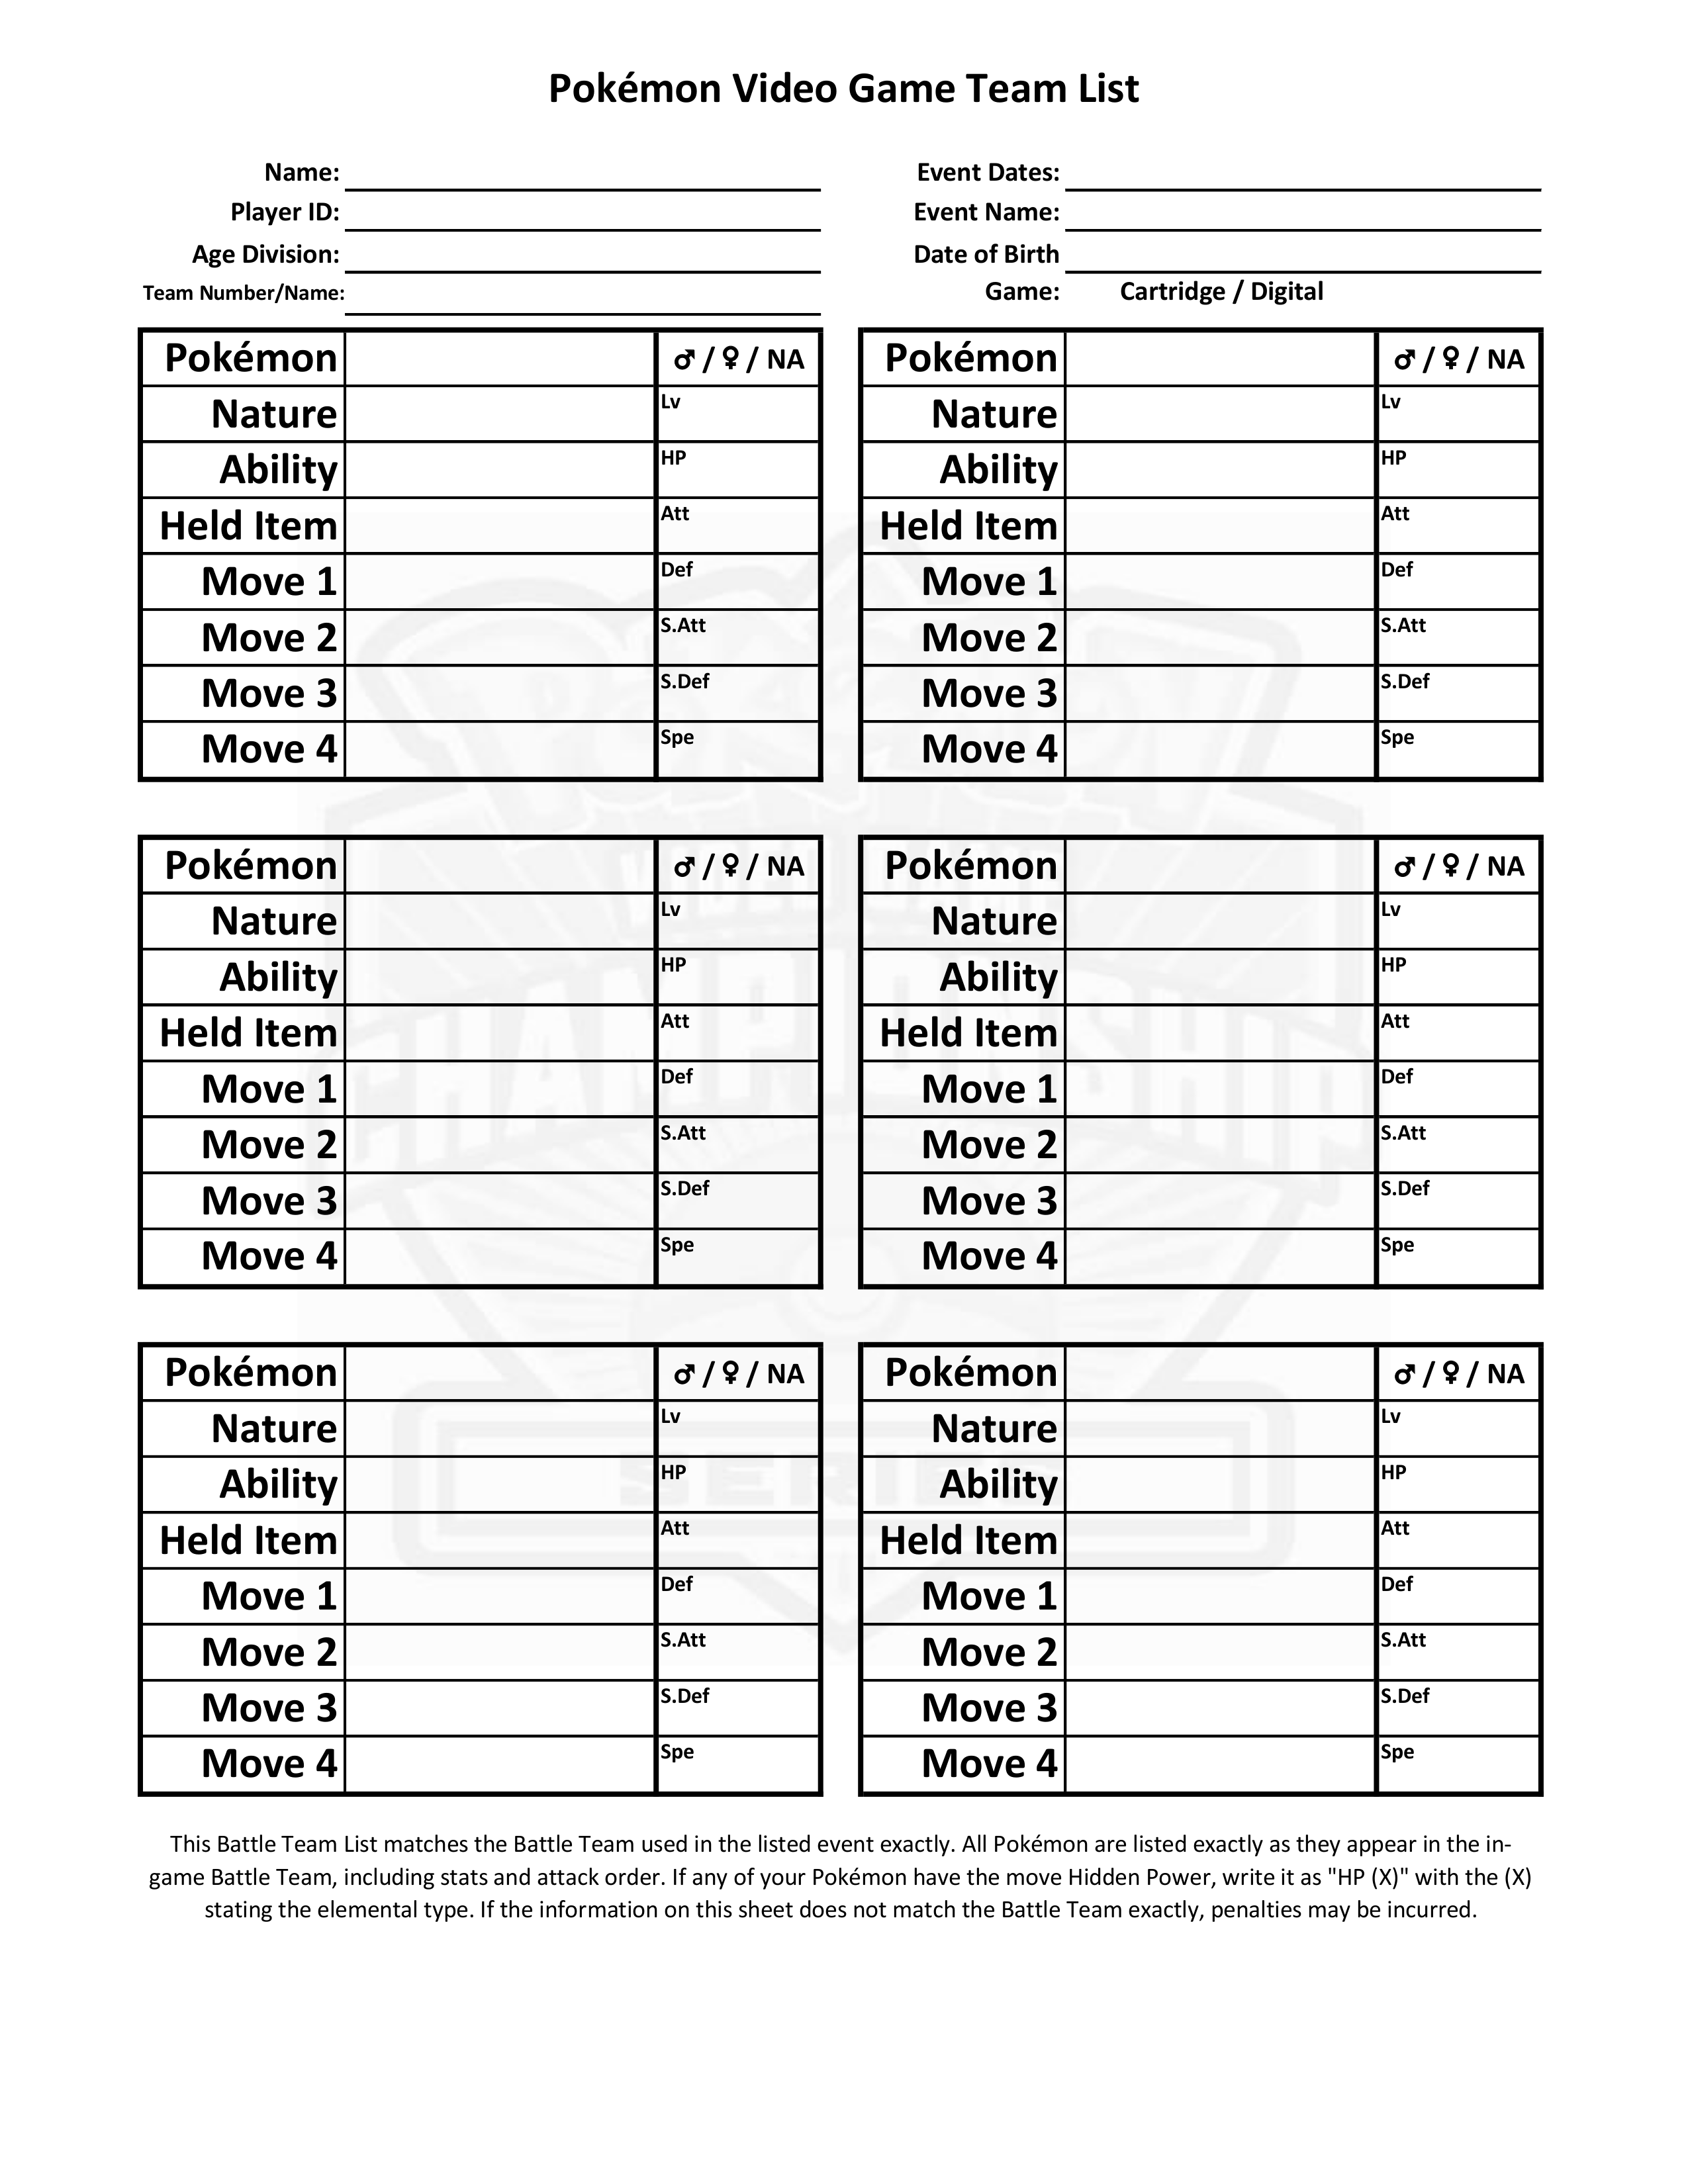 Pokémon Video Game Team List
Name:
Event Dates:
Player ID:
Event Name:
Age Division:
Date of Birth
Team Number/Name:
Game: Cartridge / Digital
Pokémon ♂ / ♀ / NA
Nature Lv
Ability HP
Held Item Att
Move 1 Def
Move 2 S.Att
Move 3 S.Def
Move 4 Spe
Pokémon ♂ / ♀ / NA
Nature Lv
Ability HP
Held Item Att
Move 1 Def
Move 2 S.Att
Move 3 S.Def
Move 4 Spe
Pokémon ♂ / ♀ / NA
Nature Lv
Ability HP
Held Item Att
Move 1 Def
Move 2 S.Att
Move 3 S.Def
Move 4 Spe
Pokémon ♂ / ♀ / NA
Nature Lv
Ability HP
Held Item Att
Move 1 Def
Move 2 S.Att
Move 3 S.Def
Move 4 Spe
Pokémon ♂ / ♀ / NA
Nature Lv
Ability HP
Held Item Att
Move 1 Def
Move 2 S.Att
Move 3 S.Def
Move 4 Spe
Pokémon ♂ / ♀ / NA
Nature Lv
Ability HP
Held Item Att
Move 1 Def
Move 2 S.Att
Move 3 S.Def
Move 4 Spe
This Battle Team List matches the Battle Team used in the listed event exactly. All Pokémon are listed exactly as they appear in the in-
game Battle Team, including stats and attack order. If any of your Pokémon have the move Hidden Power, write it as "HP (X)" with the (X)
stating the elemental type. If the information on this sheet does not match the Battle Team exactly, penalties may be incurred.
CHAMPIONSHIP
SERIES